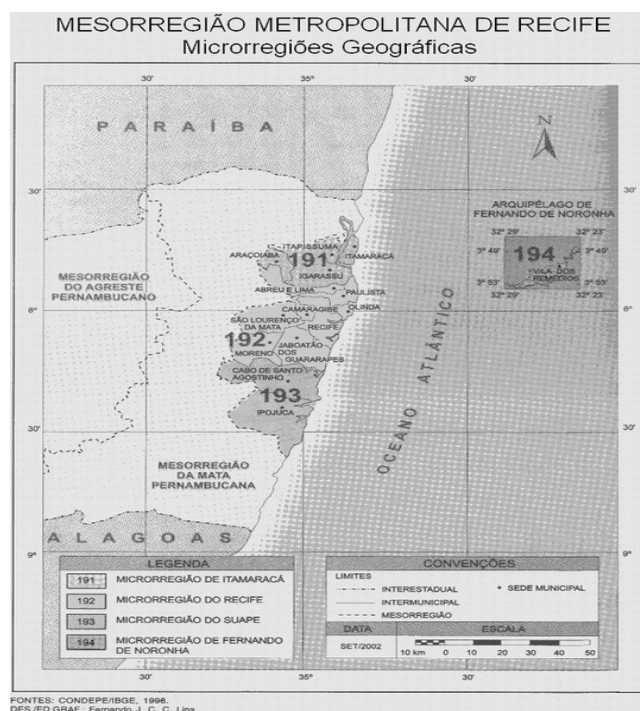 MESORREGIÃO METROPOLITANA DE RECIFE
Microrregiões Geográficas
30'
35°
30'
PARAÍBA
N
30'
30'
ARQUIPÉLAGO DE
FERNANDO DE NORONHA
32° 29'
32° 23'
3° 49'
194
3° 49'
VILA DOS
REMÉDIOS
3° 53'
3° 53'
32° 29'
32° 23'
ITAPISSUMA
ARAÇOIABA
191
ITAMARACÁ
IGARASSÚ
MESORREGIÃO
DO AGRESTE
PERNAMBUCANO
ABREU E LIMA
PAULISTA
8°
OLINDA
8°
CAMARAGIBE
SÃO LOURENÇO
DA MATA
RECIFE
192
JABOATÃO
DOS
GUARARAPES
MORENO
CABO DE SANTO
AGOSTINHO
193
IPOJUCA
OCEANO ATLÂNTICO
30'
30'
MESORREGIÃO
DA MATA
PERNAMBUCANA
ALAGOAS
9°
9°
LEGENDA
191 MICRORREGIÃO DE ITAMARACÁ
192 MICRORREGIÃO DO RECIFE
193 MICRORREGIÃO DO SUAPE
194 MICRORREGIÃO DE FERNANDO
DE NORONHA
CONVENÇÕES
LIMITES
INTERESTADUAL
SEDE MUNICIPAL
INTERMUNICIPAL
MESORREGIÃO
DATA
ESCALA
SET/2002
10 km 0 10 20 30 40 50
30'
35°
30'
FONTES: CONDEPE/IBGE, 1996.
DES./ED.GRAF.: Fernando J. C. C. Lins